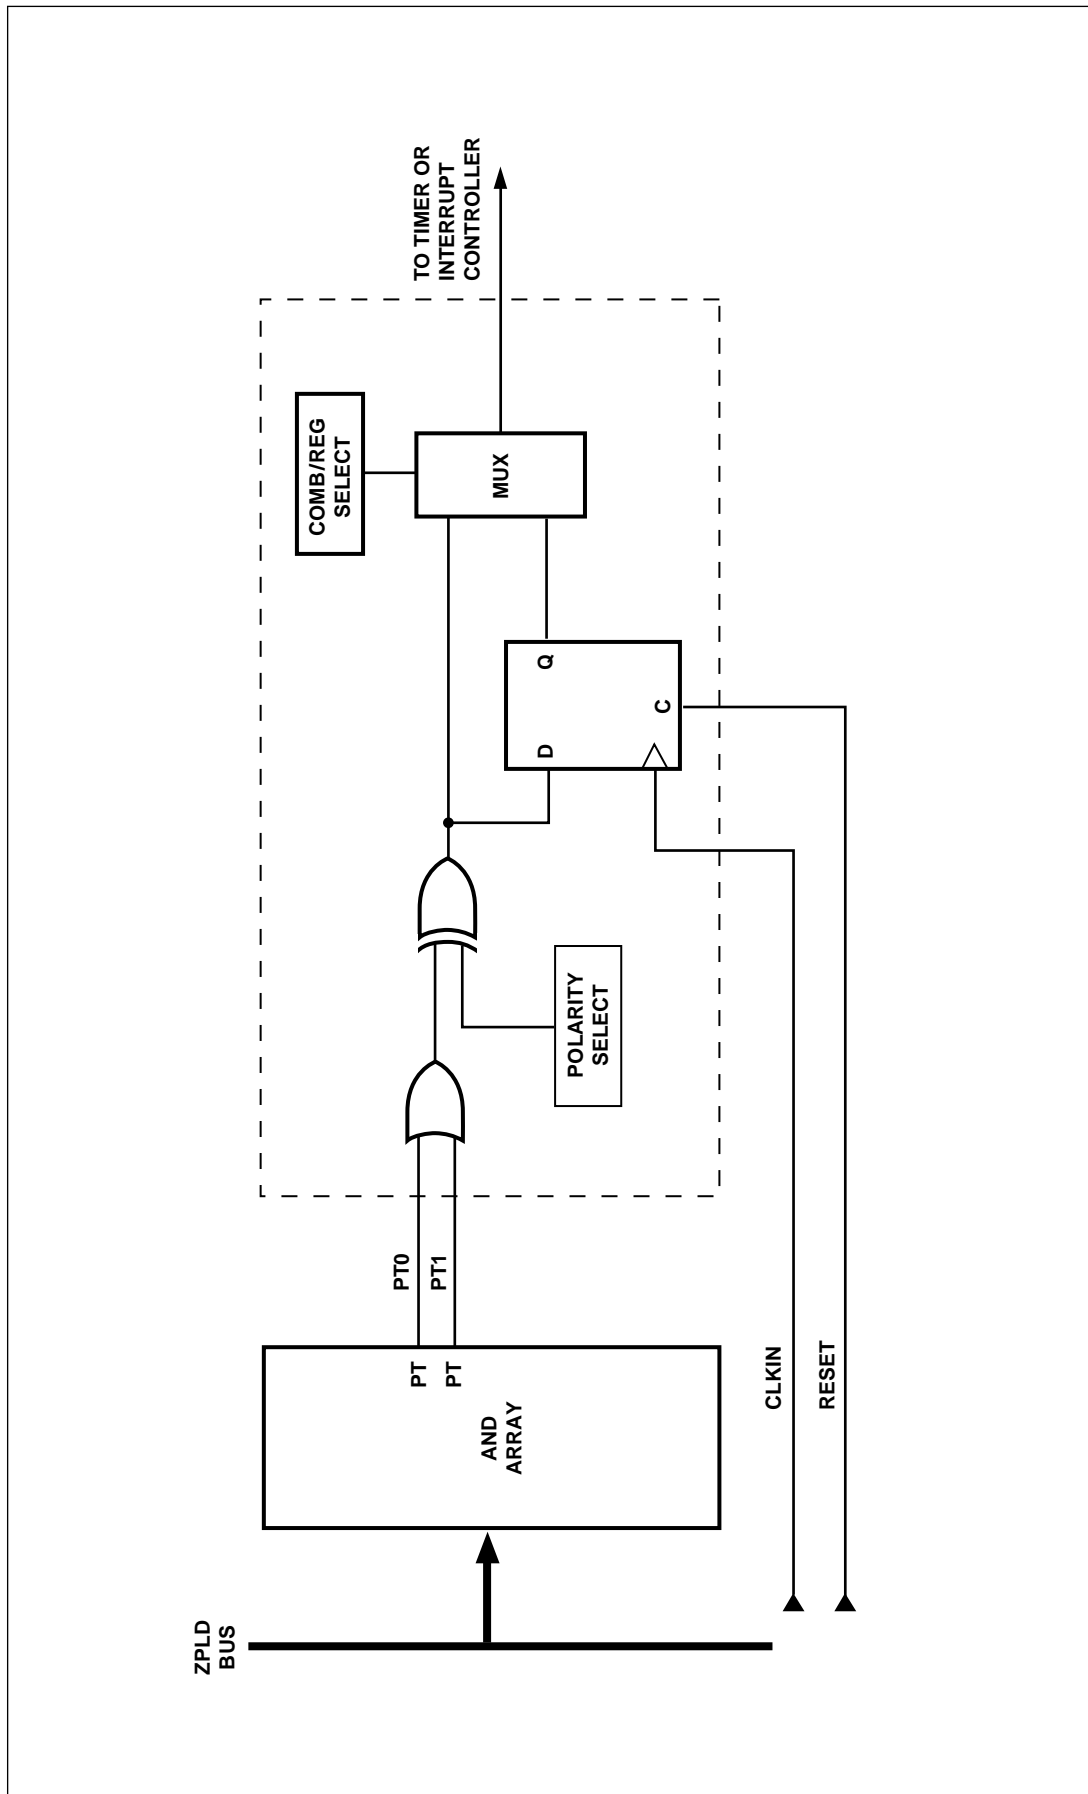 ZPLD
BUS
AND
ARRAY
PT
PT
PT0
PT1
CLKIN
RESET
POLARITY
SELECT
D
Q
C
COMB/REG
SELECT
MUX
TO TIMER OR
INTERRUPT
CONTROLLER